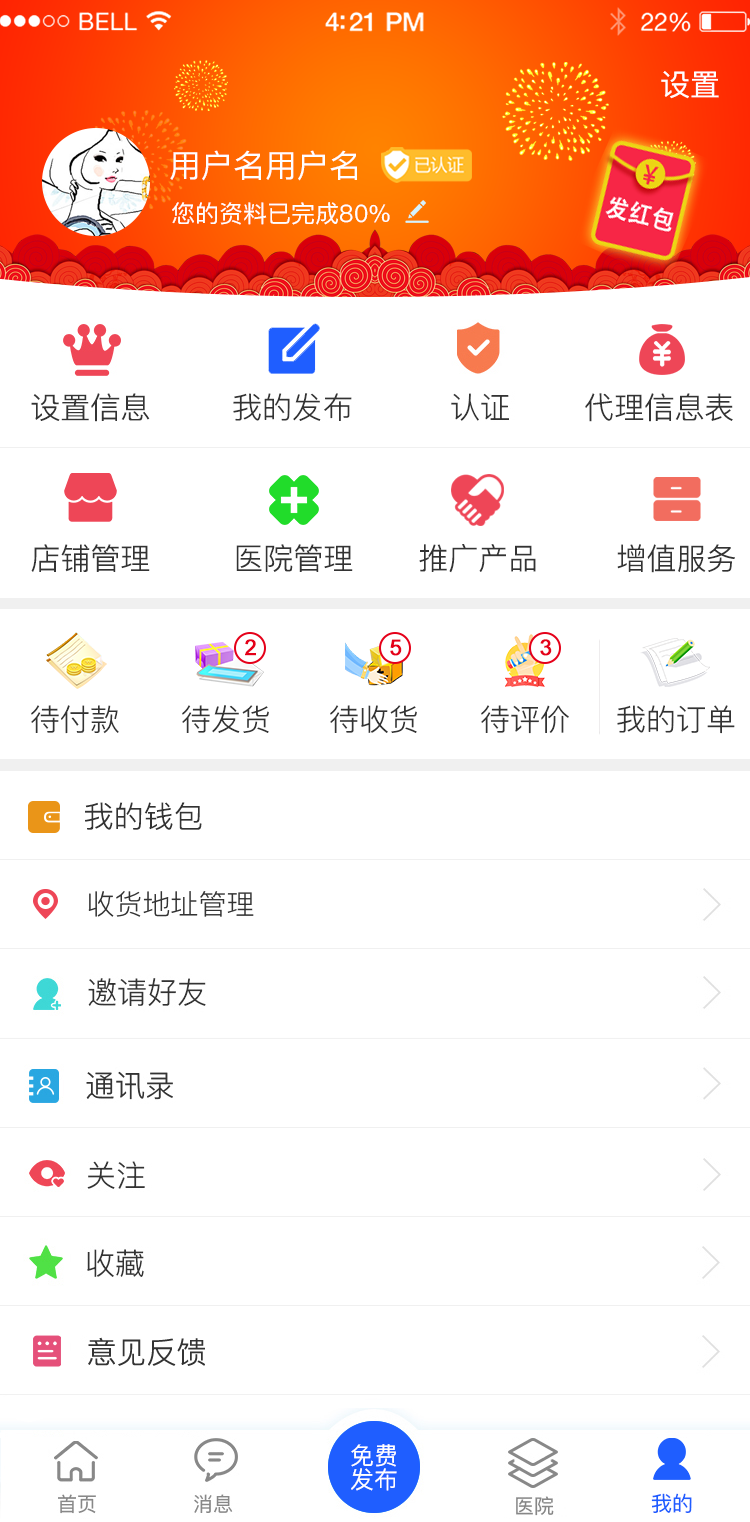 BELL 4:21 PM 22%
设置
用户名用户名 已认证
您的资料已完成80%
¥
发红包
¥
设置信息 我的发布 认证 代理信息表
店铺管理 医院管理 推广产品 增值服务
2 5 3
待付款 待发货 待收货 待评价 我的订单
我的钱包
收货地址管理
邀请好友
通讯录
关注
收藏
意见反馈
免费
发布
首页 消息 医院 我的